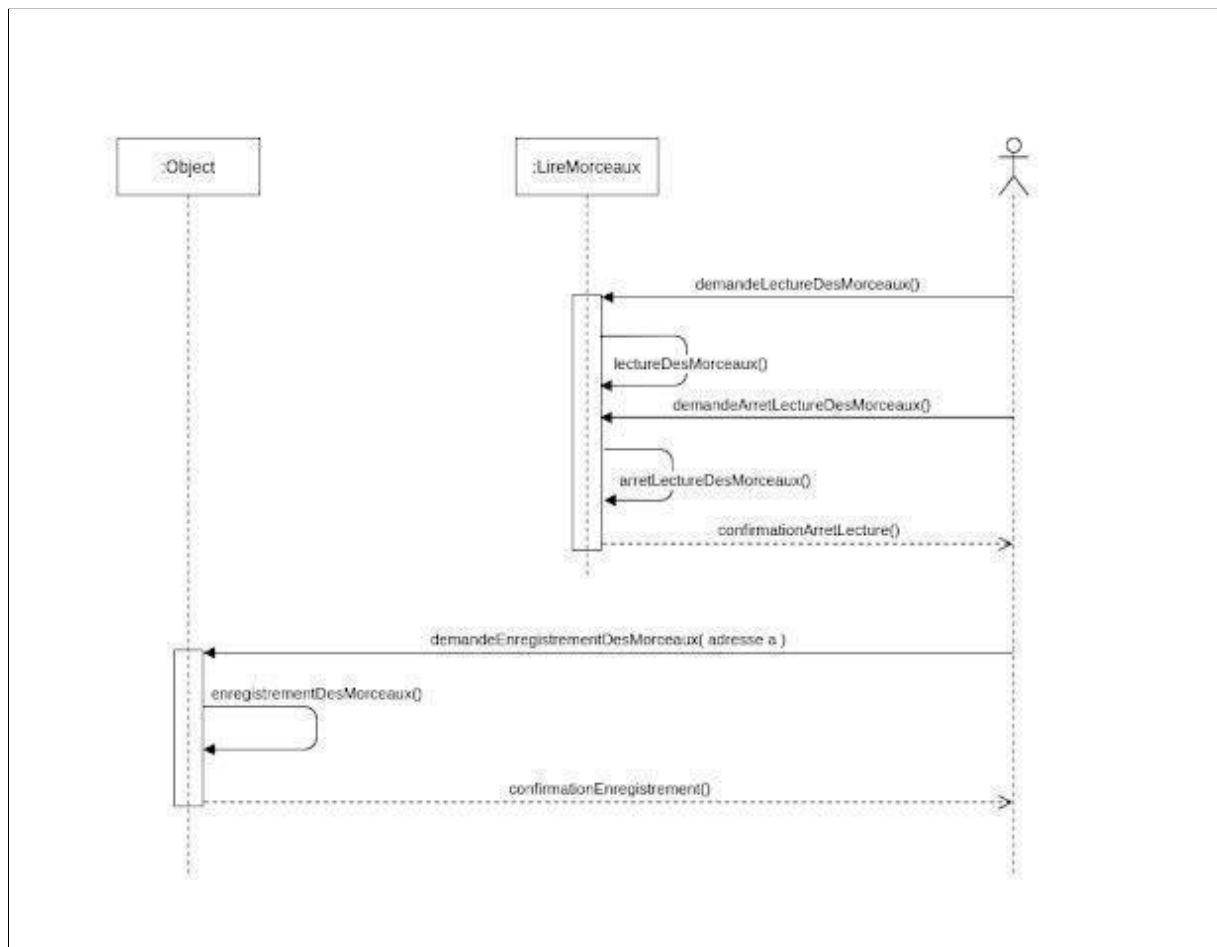 :Object
:LireMorceaux
demandeLectureDesMorceaux()
lectureDesMorceaux()
demandeArretLectureDesMorceaux()
arretLectureDesMorceaux()
confirmationArretLecture()
demandeEnregistrementDesMorceaux( adresse a )
enregistrementDesMorceaux()
confirmationEnregistrement()